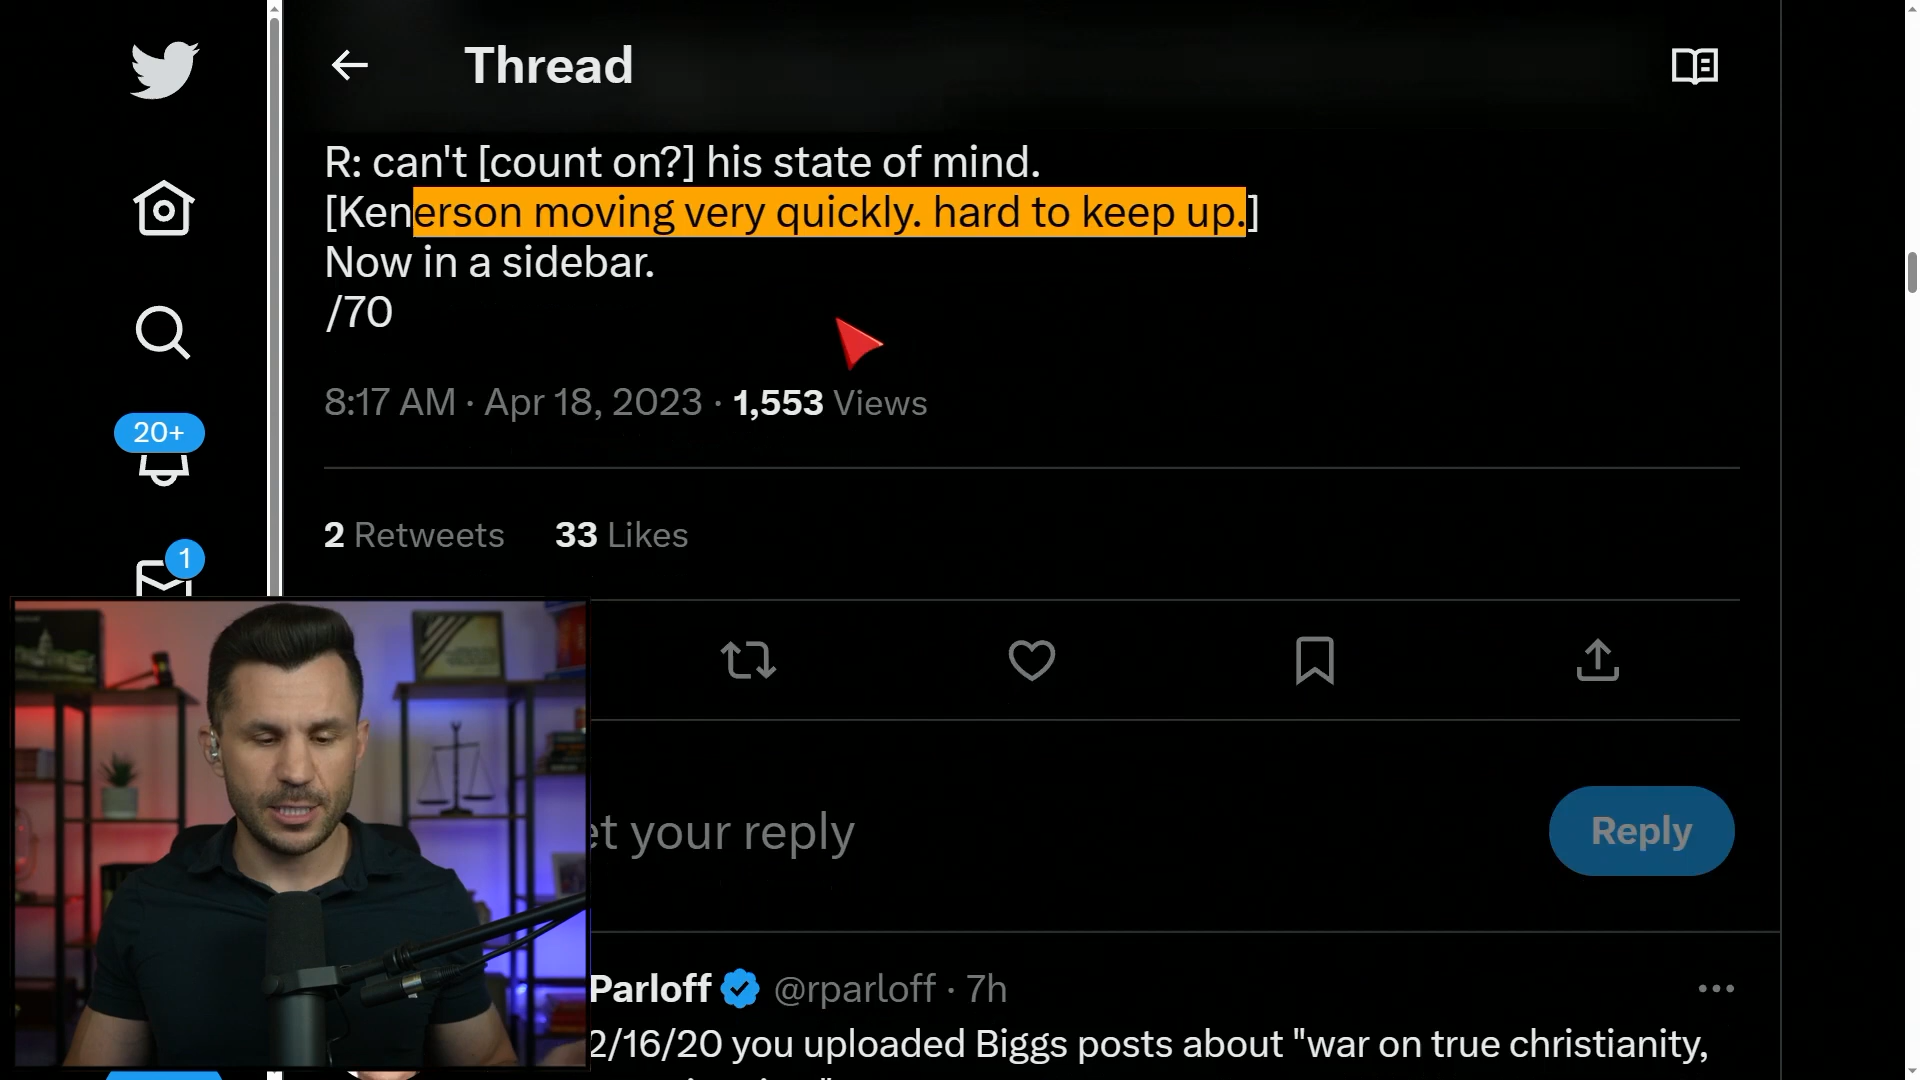 Thread
R: can't [count on?] his state of mind.
[Kenerson moving very quickly. hard to keep up.]
Now in a sidebar.
/70
8:17 AM · Apr 18, 2023 · 1,553 Views
20+
2 Retweets 33 Likes
1
et your reply
Reply
Parloff @rparloff · 7h
2/16/20 you uploaded Biggs posts about "war on true christianity,